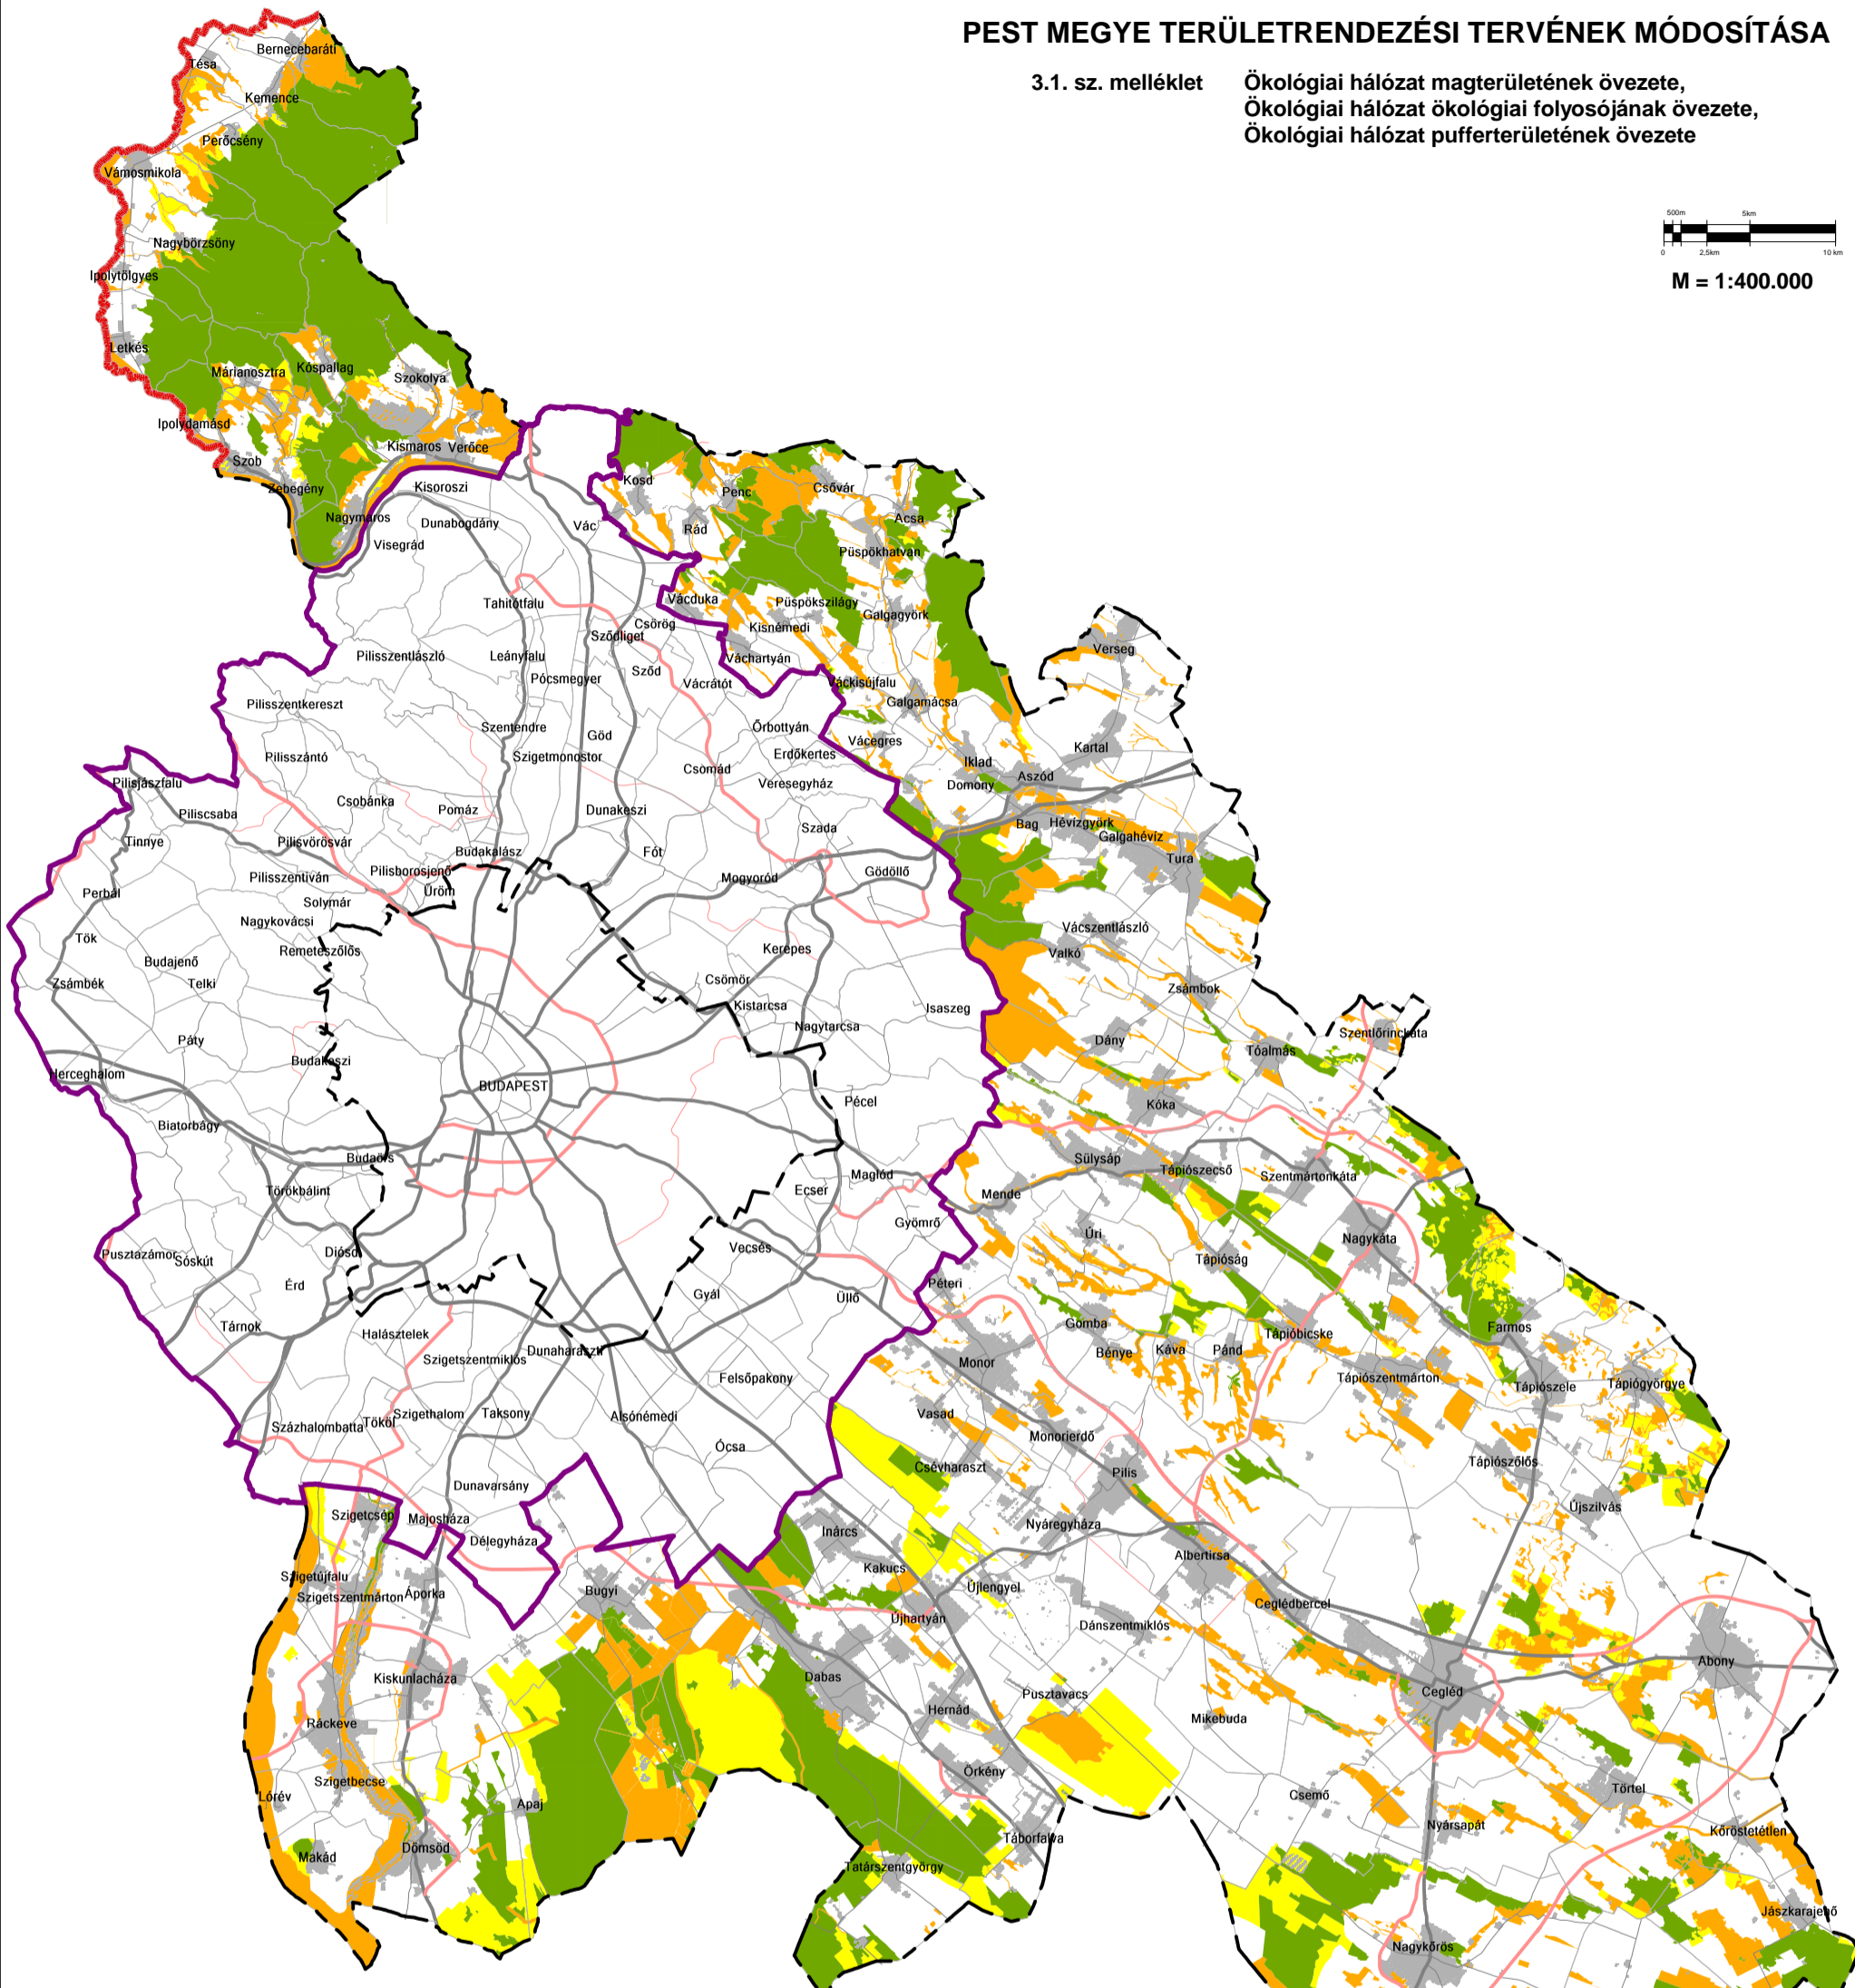 PEST MEGYE TERÜLETRENDEZÉSI TERVÉNEK MÓDOSÍTÁSA
3.1. sz. melléklet Ökológiai hálózat magterületének övezete,
Ökológiai hálózat ökológiai folyosójának övezete,
Ökológiai hálózat pufferterületének övezete
500m 5km
0 2,5km 10 km
M = 1:400.000
Bernecebaráti
Tésa
Kemence
Perőcsény
Vámosmikola
Nagybörzsöny
Ipolytölgyes
Letkés
Márianosztra
Kóspallag
Szokolya
Ipolydamásd
Kismaros
Verőce
Szob
Zebegény
Nagymaros
Kisoroszi
Dunabogdány
Visegrád
Vác
Kosd
Penc
Csővár
Rád
Acsa
Püspökhatvan
Tahitótfalu
Vácduka
Püspökszilágy
Csörög
Kisnémedi
Galgagyörk
Sződliget
Pilisszentlászló
Leányfalu
Sződ
Váchartyán
Verseg
Pócsmegyer
Vácrátót
Váckisújfalu
Galgamácsa
Pilisszentkereszt
Szentendre
Göd
Őrbottyán
Vácegres
Kartal
Pilisszántó
Szigetmonostor
Erdőkertes
Iklad
Csomád
Aszód
Pilisjászfalu
Veresegyház
Domony
Csobánka
Pomáz
Dunakeszi
Piliscsaba
Szada
Bag
Hévízgyörk
Galgahévíz
Tinnye
Pilisvörösvár
Budakalász
Fót
Tura
Pilisborosjenő
Gödöllő
Pilisszentiván
Mogyoród
Üröm
Perbál
Solymár
Nagykovácsi
Vácszentlászló
Tök
Remeteszőlős
Kerepes
Valkó
Budajenő
Zsámbék
Telki
Csömör
Zsámbok
Kistarcsa
Isaszeg
Nagytarcsa
Szentlőrinckáta
Páty
Dány
Tóalmás
Budakeszi
Herceghalom
BUDAPEST
Pécel
Kóka
Biatorbágy
Budaörs
Sülysáp
Tápiószecső
Maglód
Szentmártonkáta
Törökbálint
Ecser
Mende
Gyömrő
Úri
Nagykáta
Pusztazámor
Sóskút
Diósd
Vecsés
Tápióság
Érd
Gyál
Üllő
Péteri
Tárnok
Gomba
Farmos
Halásztelek
Tápióbicske
Dunaharaszti
Szigetszentmiklós
Bénye
Káva
Pánd
Monor
Felsőpakony
Tápiószentmárton
Tápiószele
Tápiógyörgye
Szigethalom
Taksony
Alsónémedi
Vasad
Százhalombatta
Tököl
Monorierdő
Ócsa
Csévharaszt
Tápiószőlős
Pilis
Dunavarsány
Újszilvás
Szigetcsép
Majosháza
Inárcs
Nyáregyháza
Délegyháza
Albertirsa
Kakucs
Szigetújfalu
Bugyi
Újlengyel
Szigetszentmárton
Áporka
Ceglédbercel
Újhartyán
Dánszentmiklós
Abony
Kiskunlacháza
Dabas
Cegléd
Pusztavacs
Hernád
Mikebuda
Ráckeve
Szigetbecse
Örkény
Lórév
Apaj
Csemő
Törtel
Nyársapát
Kőröstetétlen
Táborfalva
Dömsöd
Makád
Tatárszentgyörgy
Jászkarajenő
Nagykőrös